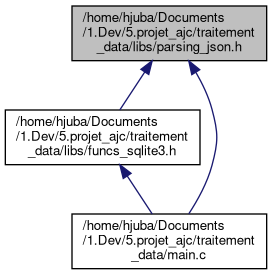 /home/hjuba/Documents
/1.Dev/5.projet_ajc/traitement
_data/libs/parsing_json.h
/home/hjuba/Documents
/1.Dev/5.projet_ajc/traitement
_data/libs/funcs_sqlite3.h
/home/hjuba/Documents
/1.Dev/5.projet_ajc/traitement
_data/main.c